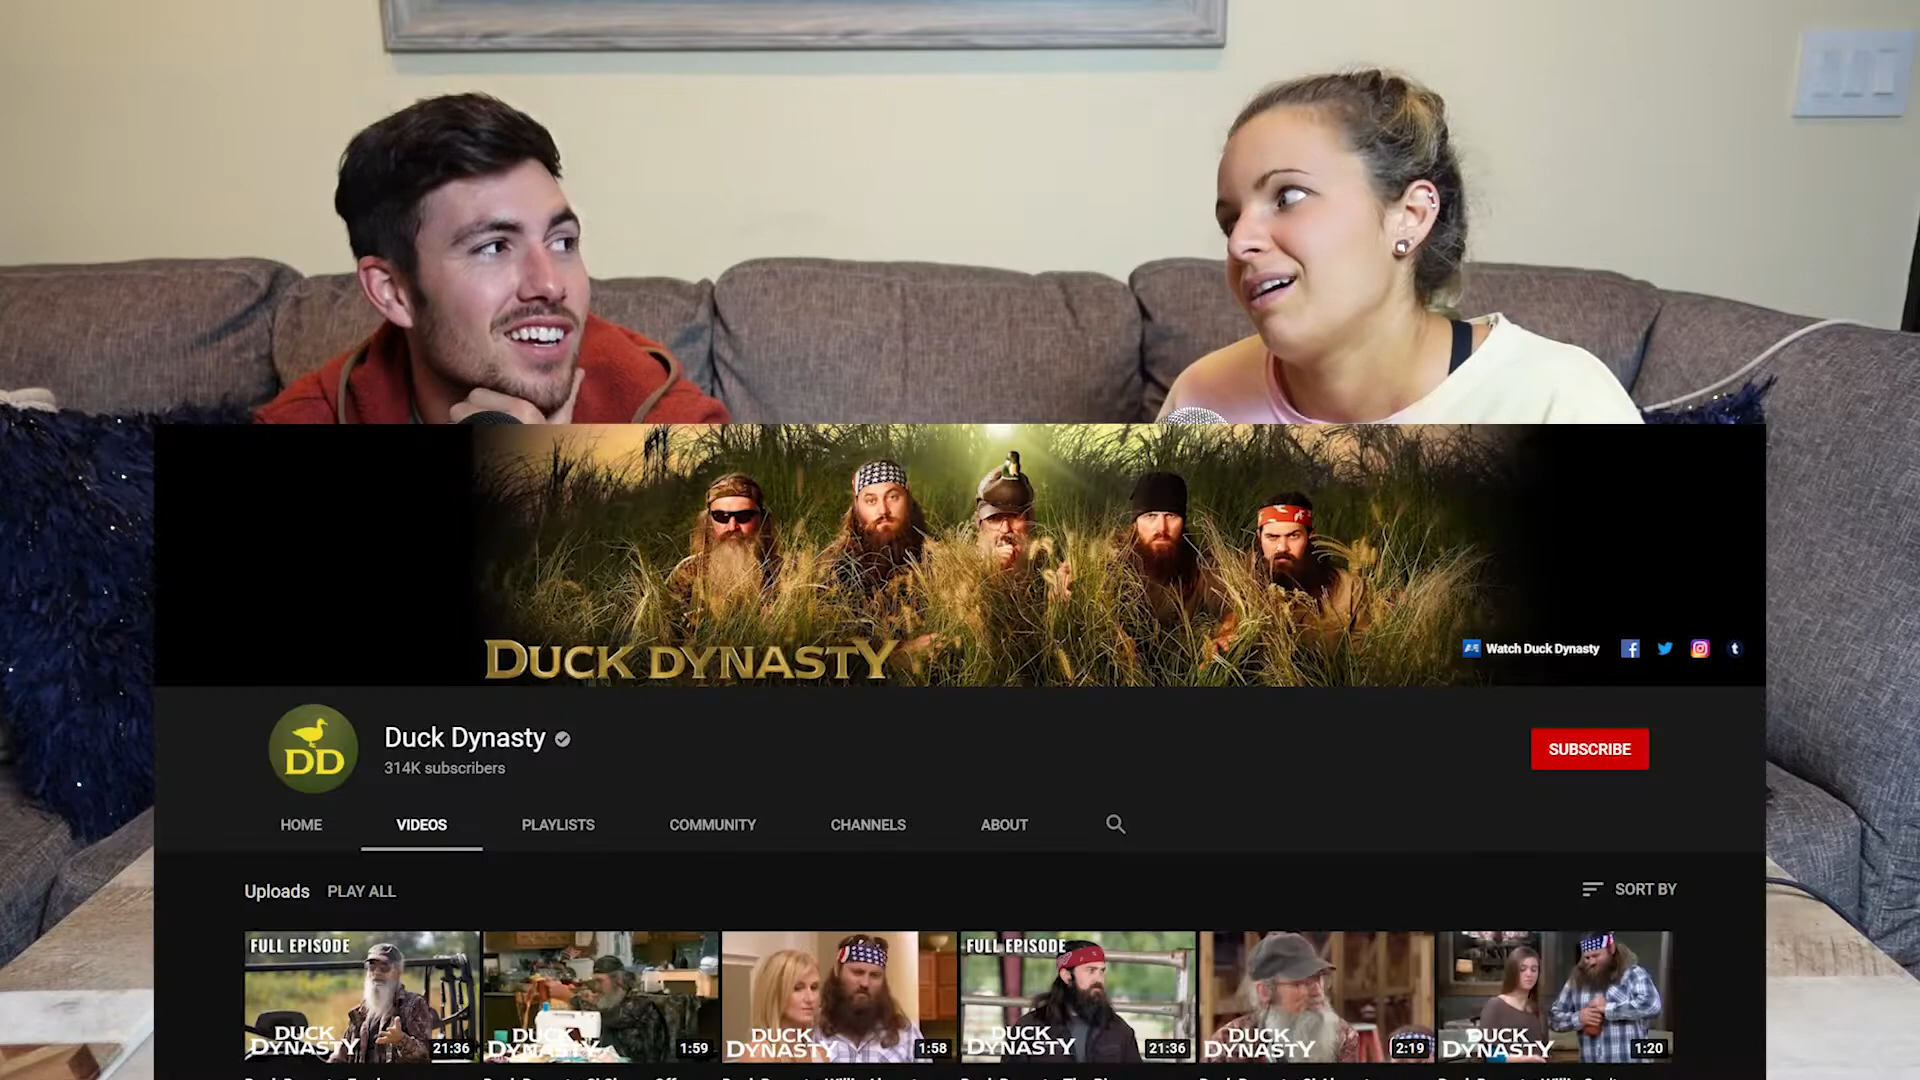 DUCK DYNASTY
Watch Duck Dynasty
DD
Duck Dynasty
314K subscribers
SUBSCRIBE
HOME VIDEOS PLAYLISTS COMMUNITY CHANNELS ABOUT
Uploads PLAY ALL
SORT BY
FULL EPISODE
DUCK
DYNASTY
21:36
DUCK
DYNASTY
1:59
DUCK
DYNASTY
1:58
FULL EPISODE
DUCK
DYNASTY
21:36
DUCK
DYNASTY
2:19
DUCK
DYNASTY
1:20